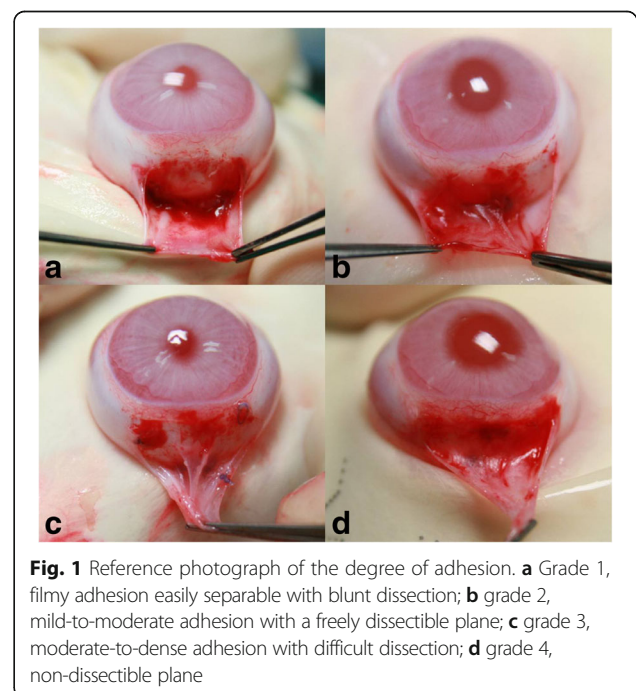 a
b
c
d
Fig. 1 Reference photograph of the degree of adhesion. a Grade 1,
filmy adhesion easily separable with blunt dissection; b grade 2,
mild-to-moderate adhesion with a freely dissectible plane; c grade 3,
moderate-to-dense adhesion with difficult dissection; d grade 4,
non-dissectible plane